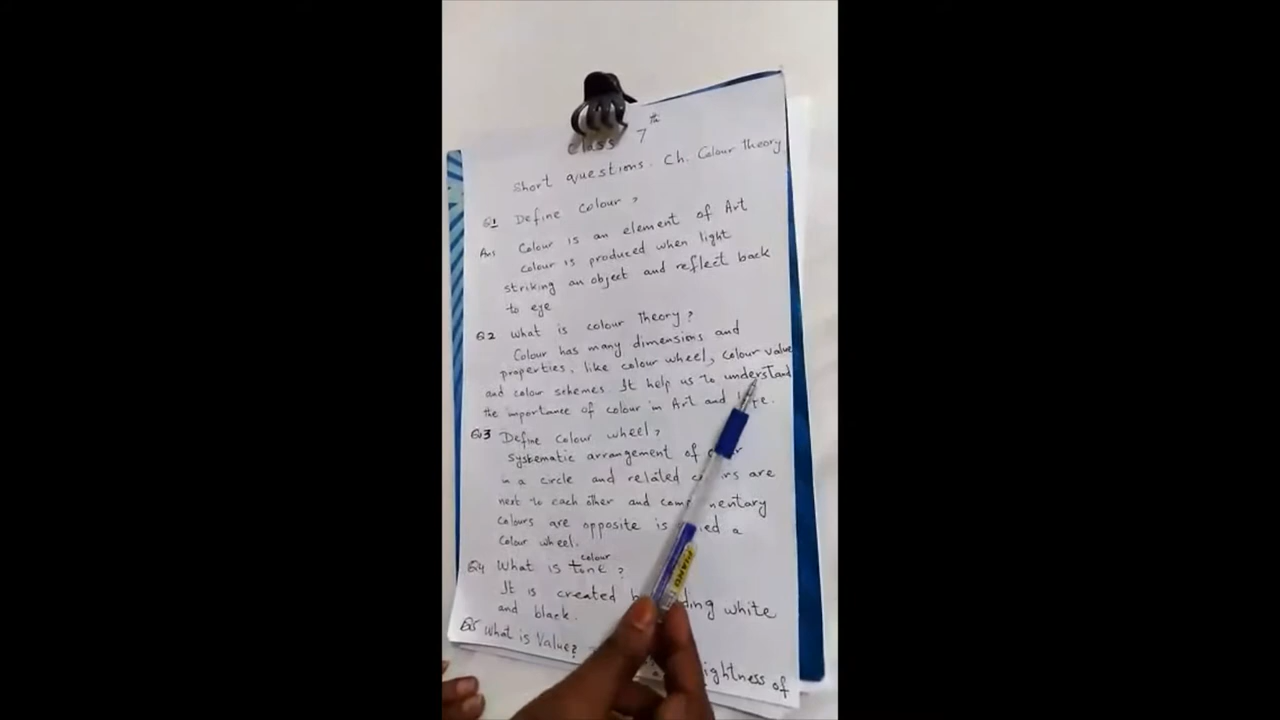 Class 7th
Short questions. Ch. Colour Theory
Q1 Define Colour?
Ans Colour is an element of Art
colour is produced when light
striking an object and reflect back
to eye
Q2 What is colour Theory?
Colour has many dimensions and
properties, like colour wheel, colour value
and colour schemes. It help us to understand
the importance of colour in Art and
Q3 Define Colour wheel?
Systematic arrangement of
in a circle and related are
next to each other and
colours are opposite is a
Colour wheel.
Q4 What is colour tone?
It is created white
and black.
Q5 What is Value?
of
PIANO